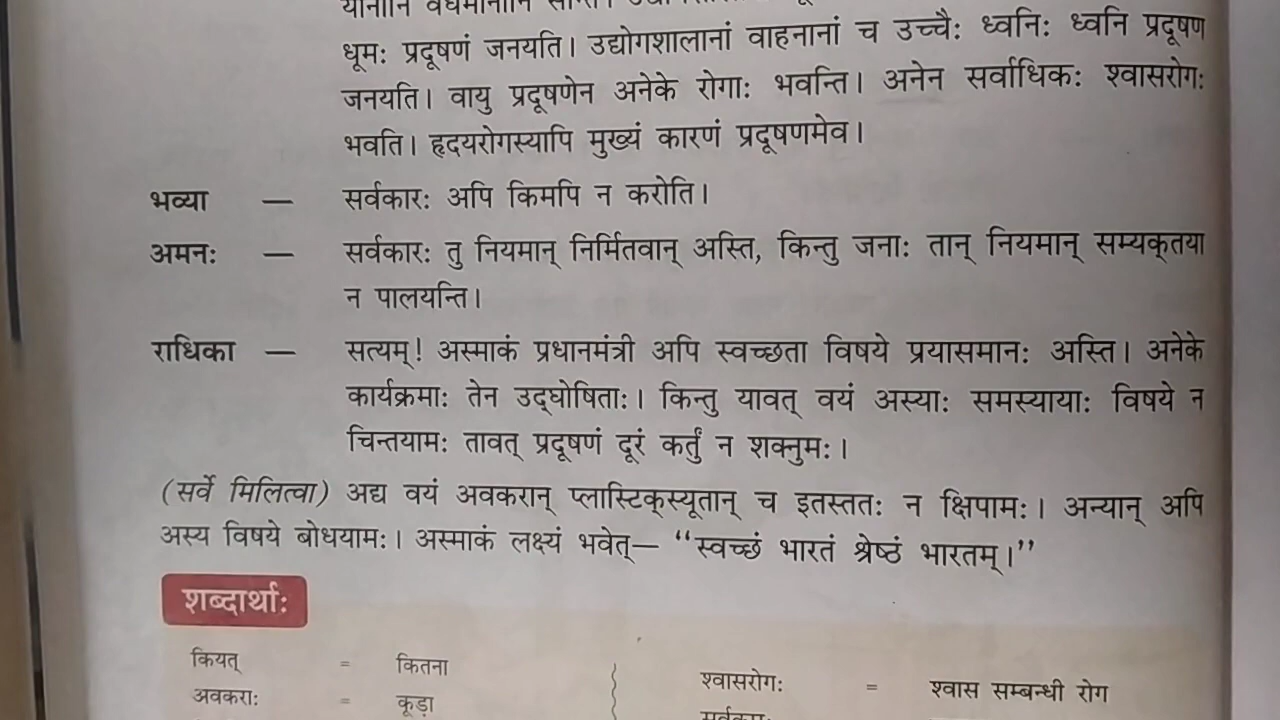 यानानि वर्धमानानि सन्ति।
धूमः प्रदूषणं जनयति। उद्योगशालानां वाहनानां च उच्चैः ध्वनिः ध्वनि प्रदूषण
जनयति। वायु प्रदूषणेन अनेके रोगाः भवन्ति। अनेन सर्वाधिकः श्वासरोगः
भवति। हृदयरोगस्यापि मुख्यं कारणं प्रदूषणमेव।
भव्या — सर्वकारः अपि किमपि न करोति।
अमनः — सर्वकारः तु नियमान् निर्मितवान् अस्ति, किन्तु जनाः तान् नियमान् सम्यक्तया
न पालयन्ति।
राधिका — सत्यम्! अस्माकं प्रधानमंत्री अपि स्वच्छता विषये प्रयासमानः अस्ति। अनेके
कार्यक्रमाः तेन उद्घोषिताः। किन्तु यावत् वयं अस्याः समस्यायाः विषये न
चिन्तयामः तावत् प्रदूषणं दूरं कर्तुं न शक्नुमः।
(सर्वे मिलित्वा) अद्य वयं अवकरान् प्लास्टिक्स्यूतान् च इतस्ततः न क्षिपामः। अन्यान् अपि
अस्य विषये बोधयामः। अस्माकं लक्ष्यं भवेत्— “स्वच्छं भारतं श्रेष्ठं भारतम्।”
शब्दार्थाः
कियत् = कितना
श्वासरोगः = श्वास सम्बन्धी रोग
अवकराः = कूड़ा